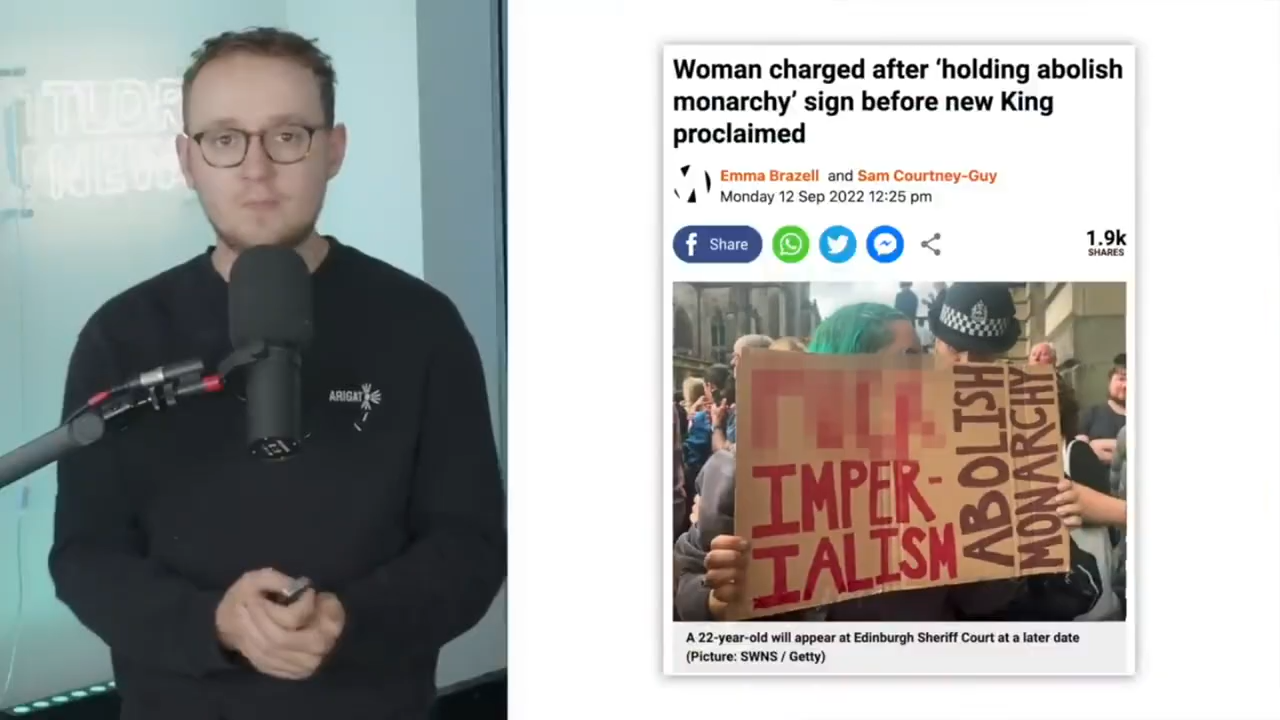 Woman charged after ‘holding abolish
monarchy’ sign before new King
proclaimed
Emma Brazell and Sam Courtney-Guy
Monday 12 Sep 2022 12:25 pm
Share
1.9k
SHARES
IMPER-
IALISM
ABOLISH
MONARCHY
A 22-year-old will appear at Edinburgh Sheriff Court at a later date
(Picture: SWNS / Getty)
ARIGAT